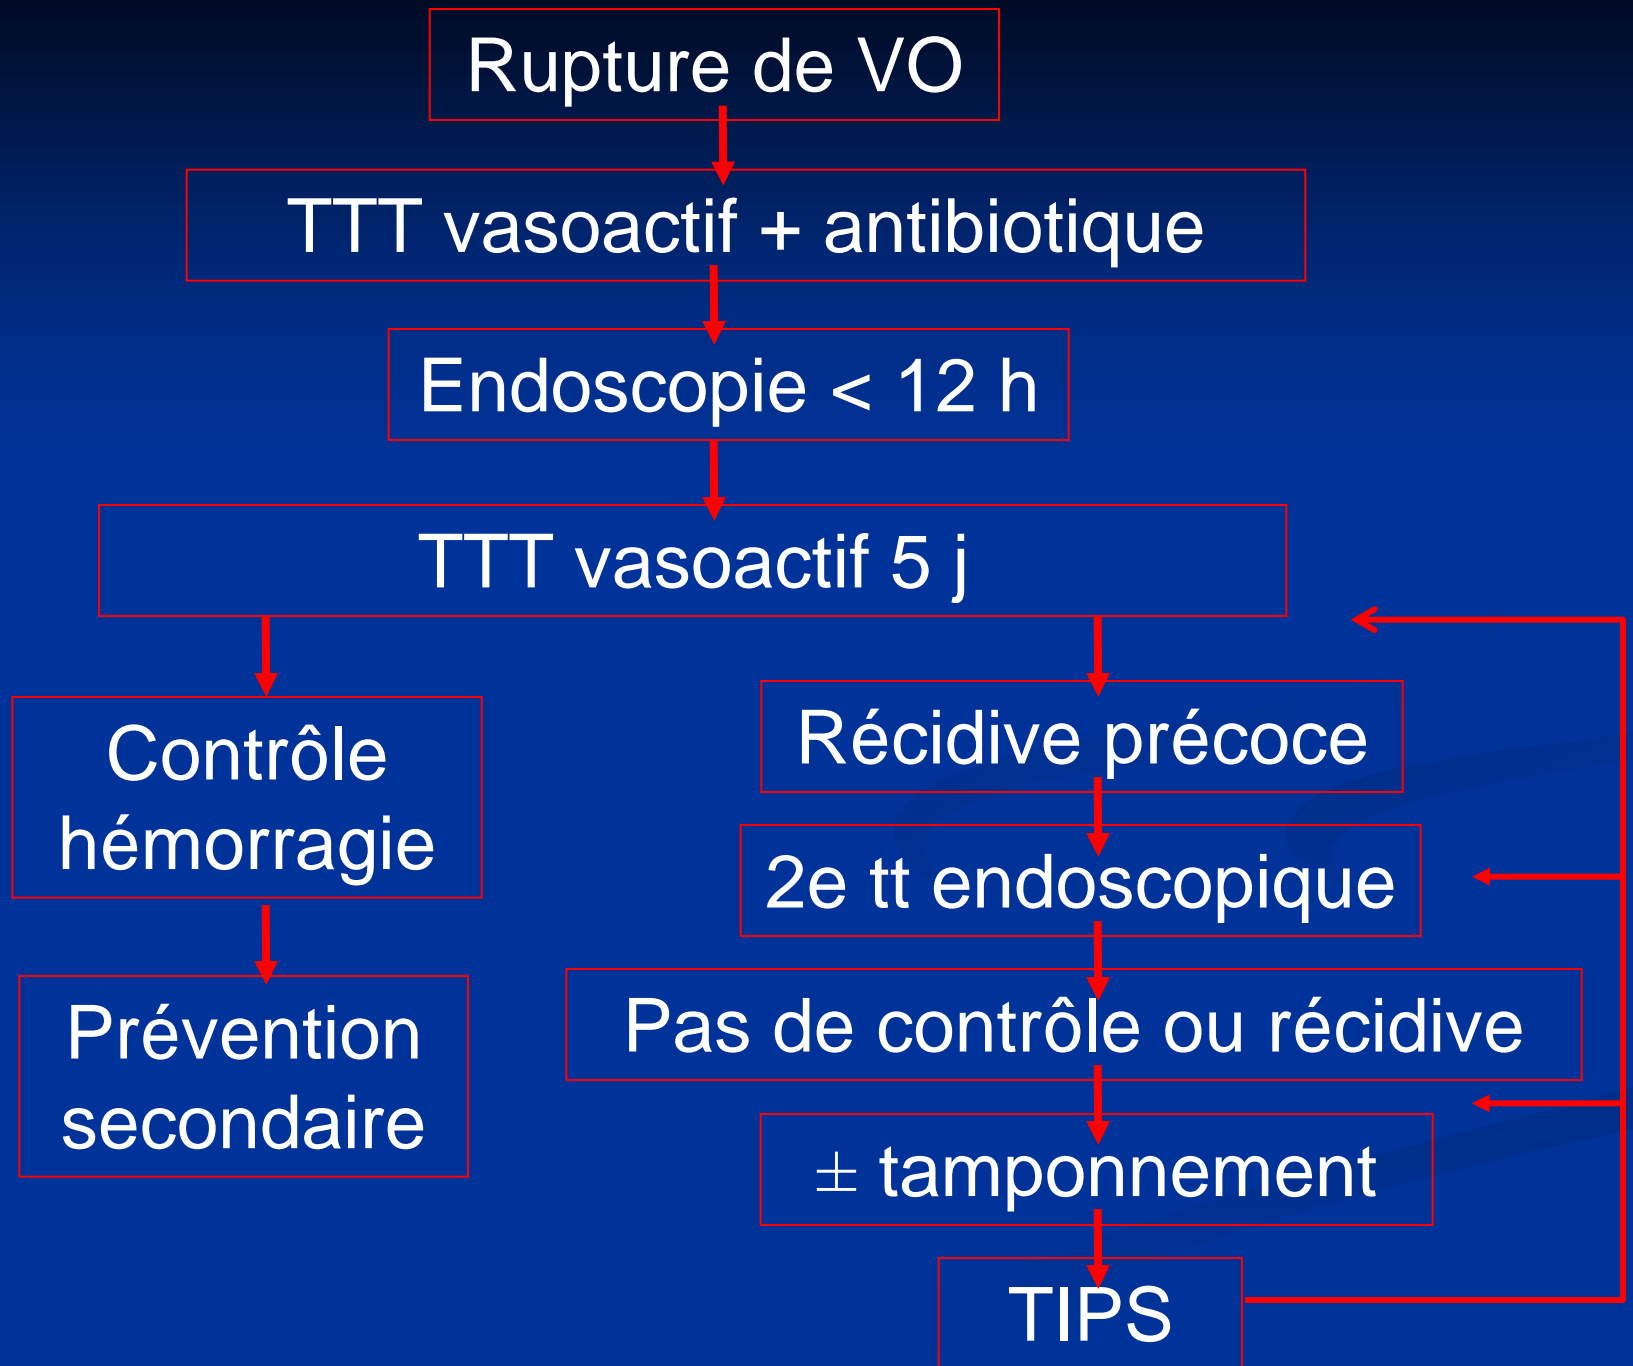 Rupture de VO
TTT vasoactif + antibiotique
Endoscopie < 12 h
TTT vasoactif 5 j
Contrôle
hémorragie
Prévention
secondaire
Récidive précoce
2e tt endoscopique
Pas de contrôle ou récidive
± tamponnement
TIPS